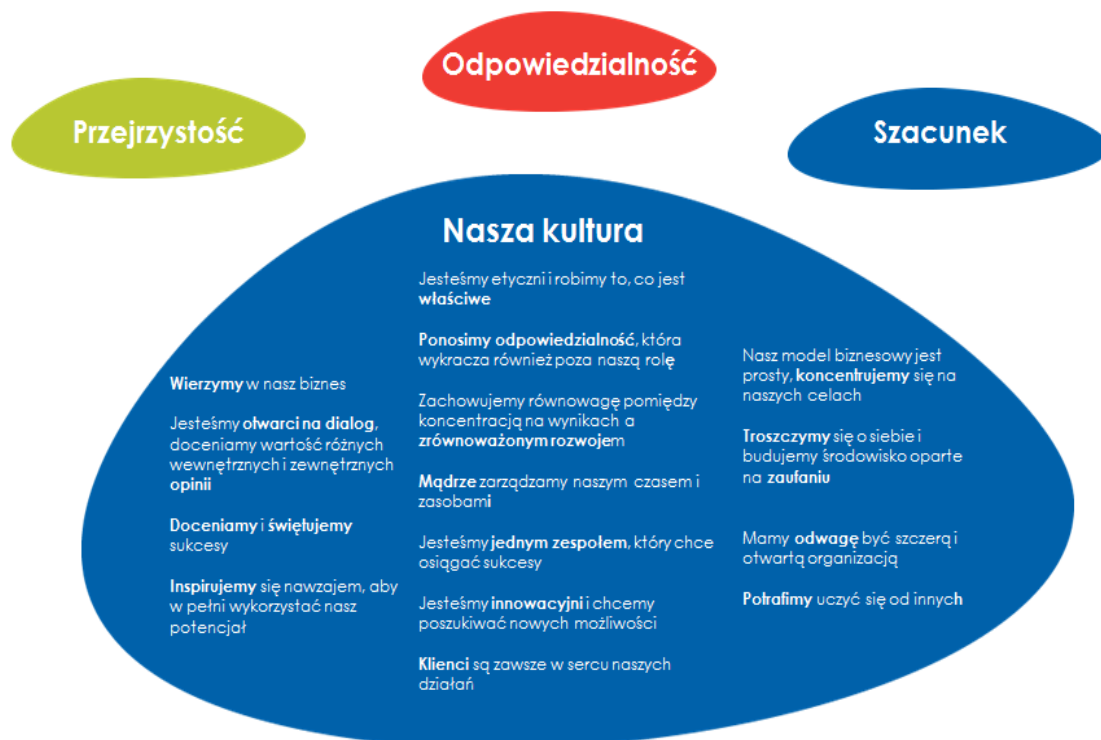 Odpowiedzialność
Przejrzystość
Szacunek
Nasza kultura
Wierzymy w nasz biznes
Jesteśmy otwarci na dialog,
doceniamy wartość różnych
wewnętrznych i zewnętrznych
opinii
Doceniamy i świętujemy
sukcesy
Inspirujemy się nawzajem, aby
w pełni wykorzystać nasz
potencjał
Jesteśmy etyczni i robimy to, co jest
właściwe
Ponosimy odpowiedzialność, która
wykracza również poza naszą rolę
Zachowujemy równowagę pomiędzy
koncentracją na wynikach a
zrównoważonym rozwojem
Mądrze zarządzamy naszym czasem i
zasobami
Jesteśmy jednym zespołem, który chce
osiągać sukcesy
Jesteśmy innowacyjni i chcemy
poszukiwać nowych możliwości
Klienci są zawsze w sercu naszych
działań
Nasz model biznesowy jest
prosty, koncentrujemy się na
naszych celach
Troszczymy się o siebie i
budujemy środowisko oparte
na zaufaniu
Mamy odwagę być szczerą i
otwartą organizacją
Potrafimy uczyć się od innych